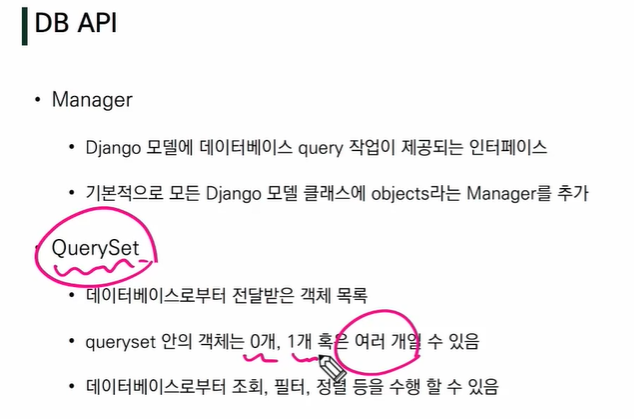 DB API
• Manager
• Django 모델에 데이터베이스 query 작업이 제공되는 인터페이스
• 기본적으로 모든 Django 모델 클래스에 objects라는 Manager를 추가
• QuerySet
• 데이터베이스로부터 전달받은 객체 목록
• queryset 안의 객체는 0개, 1개 혹은 여러 개일 수 있음
• 데이터베이스로부터 조회, 필터, 정렬 등을 수행 할 수 있음